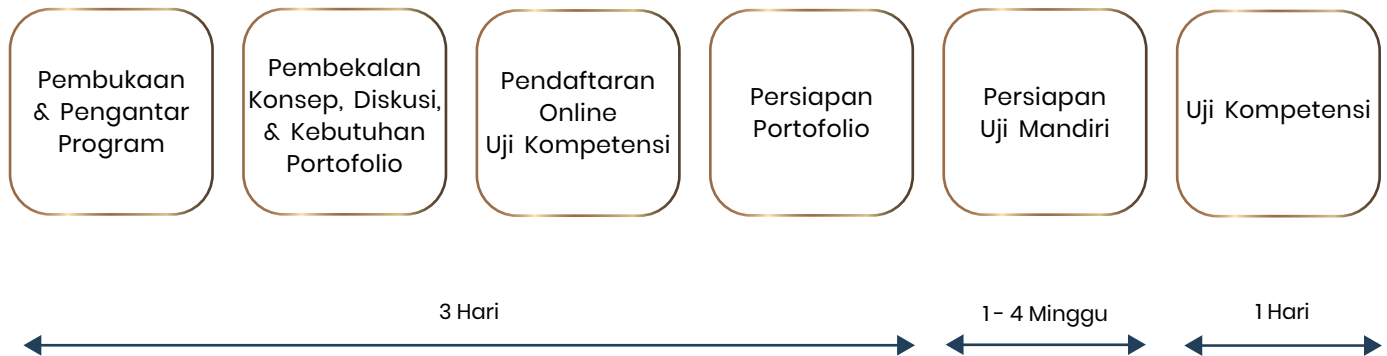 Pembukaan
& Pengantar
Program
Pembekalan
Konsep, Diskusi,
& Kebutuhan
Portofolio
Pendaftaran
Online
Uji Kompetensi
Persiapan
Portofolio
Persiapan
Uji Mandiri
Uji Kompetensi
3 Hari
1 - 4 Minggu
1 Hari